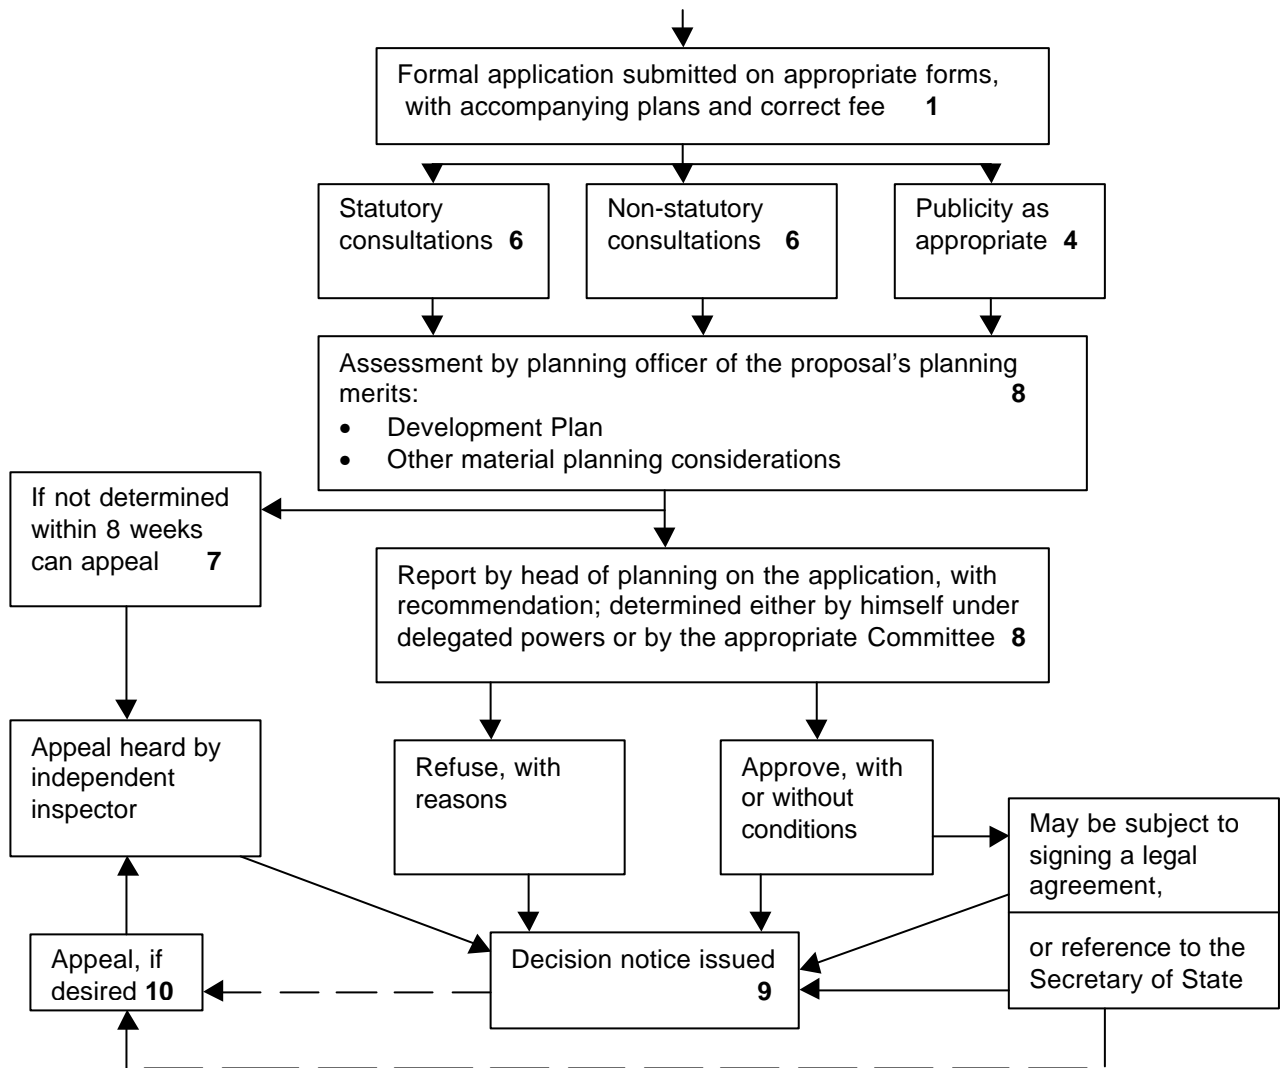 Formal application submitted on appropriate forms,
with accompanying plans and correct fee 1
Statutory
consultations 6
Non-statutory
consultations 6
Publicity as
appropriate 4
Assessment by planning officer of the proposal’s planning
merits: 8
• Development Plan
• Other material planning considerations
If not determined
within 8 weeks
can appeal 7
Report by head of planning on the application, with
recommendation; determined either by himself under
delegated powers or by the appropriate Committee 8
Appeal heard by
independent
inspector
Refuse, with
reasons
Approve, with
or without
conditions
May be subject to
signing a legal
agreement,
or reference to the
Secretary of State
Appeal, if
desired 10
Decision notice issued
9